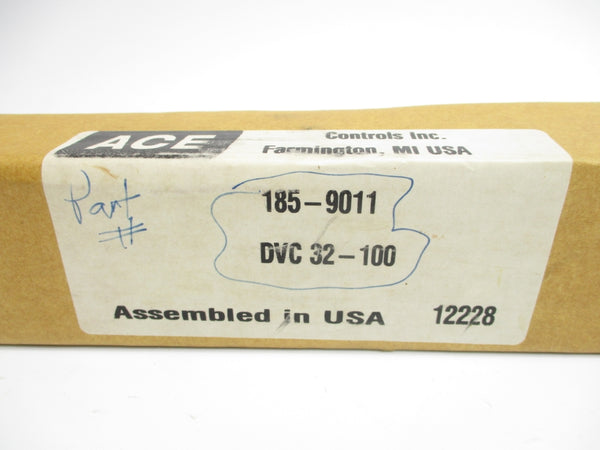 ACE
Controls Inc.
Farmington, MI USA
Part
#
185-9011
DVC 32-100
Assembled in USA 12228